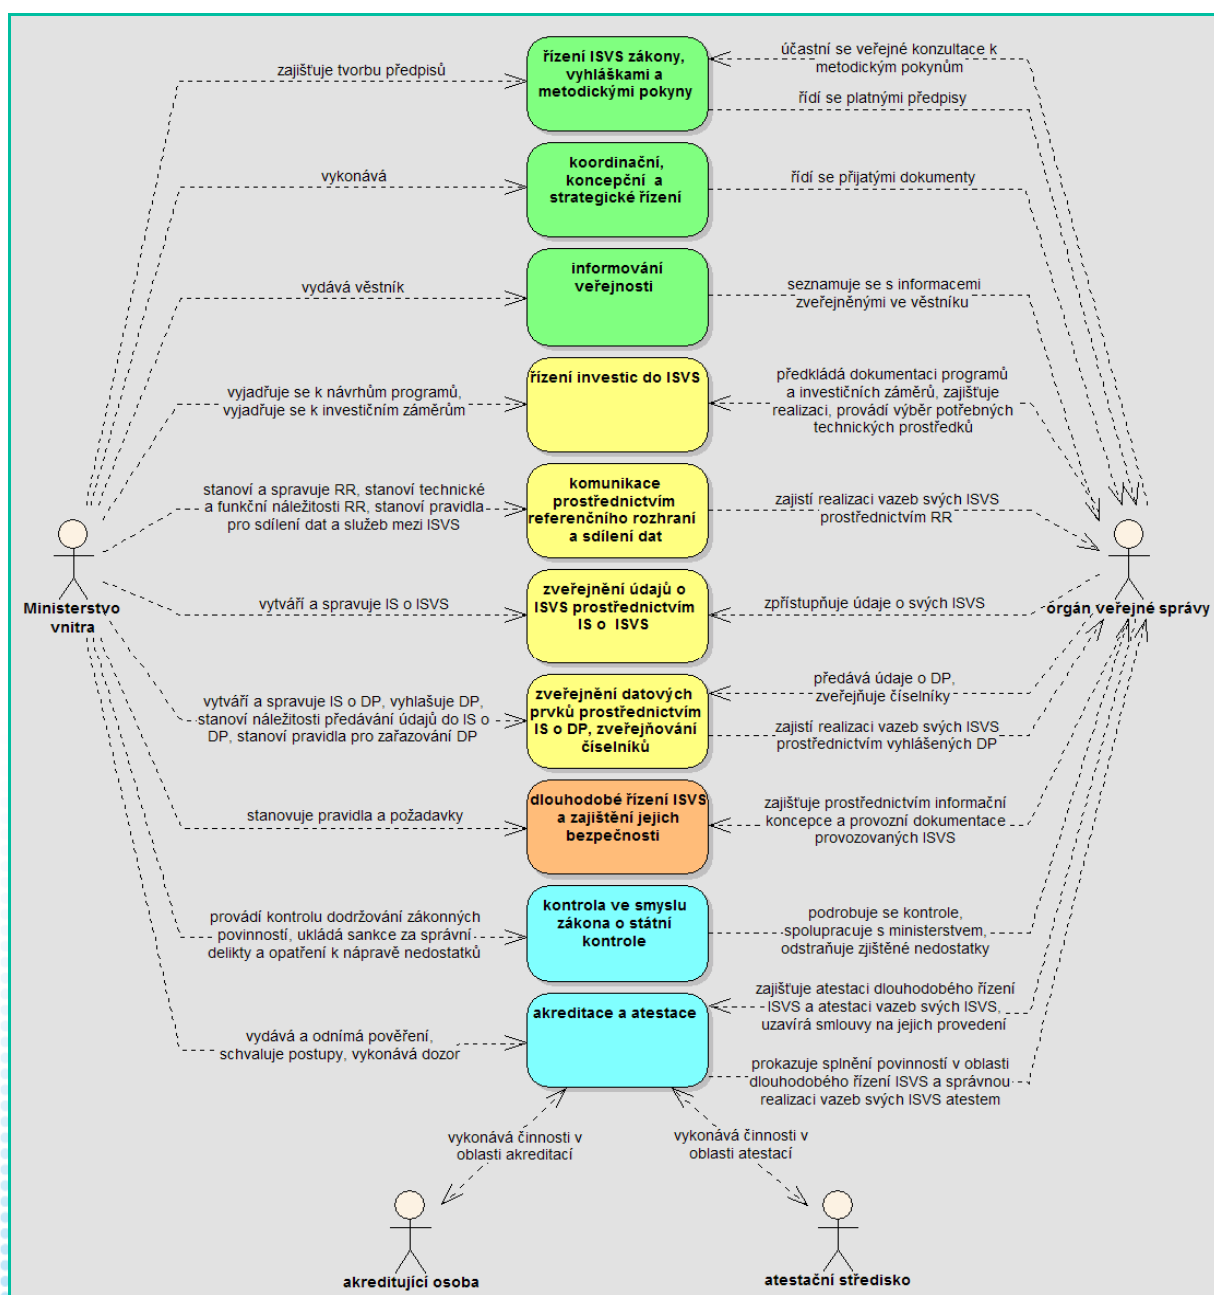 zajišťuje tvorbu předpisů
řízení ISVS zákony,
vyhláškami a
metodickými pokyny
účastní se veřejné konzultace k
metodickým pokynům
řídí se platnými předpisy
vykonává
koordinační,
koncepční a
strategické řízení
řídí se přijatými dokumenty
vydává věstník
informování
veřejnosti
seznamuje se s informacemi
zveřejněnými ve věstníku
vyjadřuje se k návrhům programů,
vyjadřuje se k investičním záměrům
řízení investic do ISVS
předkládá dokumentaci programů
a investičních záměrů, zajišťuje
realizaci, provádí výběr potřebných
technických prostředků
stanoví a spravuje RR, stanoví technické
a funkční náležitosti RR, stanoví pravidla
pro sdílení dat a služeb mezi ISVS
komunikace
prostřednictvím
referenčního rozhraní
a sdílení dat
zajistí realizaci vazeb svých ISVS
prostřednictvím RR
Ministerstvo
vnitra
vytváří a spravuje IS o ISVS
zveřejnění údajů o
ISVS prostřednictvím
IS o ISVS
zpřístupňuje údaje o svých ISVS
orgán veřejné správy
vytváří a spravuje IS o DP, vyhlašuje DP,
stanoví náležitosti předávání údajů do IS o
DP, stanoví pravidla pro zařazování DP
zveřejnění datových
prvků prostřednictvím
IS o DP, zveřejňování
číselníků
předává údaje o DP,
zveřejňuje číselníky
zajistí realizaci vazeb svých ISVS
prostřednictvím vyhlášených DP
stanovuje pravidla a požadavky
dlouhodobé řízení ISVS
a zajištění jejich
bezpečnosti
zajišťuje prostřednictvím informační
koncepce a provozní dokumentace
provozovaných ISVS
provádí kontrolu dodržování zákonných
povinností, ukládá sankce za správní
delikty a opatření k nápravě nedostatků
kontrola ve smyslu
zákona o státní
kontrole
podrobuje se kontrole,
spolupracuje s ministerstvem,
odstraňuje zjištěné nedostatky
vydává a odnímá pověření,
schvaluje postupy, vykonává dozor
akreditace a atestace
zajišťuje atestaci dlouhodobého řízení
ISVS a atestaci vazeb svých ISVS,
uzavírá smlouvy na jejich provedení
prokazuje splnění povinností v oblasti
dlouhodobého řízení ISVS a správnou
realizaci vazeb svých ISVS atestem
vykonává činnosti v
oblasti akreditací
vykonává činnosti v
oblasti atestací
akreditující osoba
atestační středisko